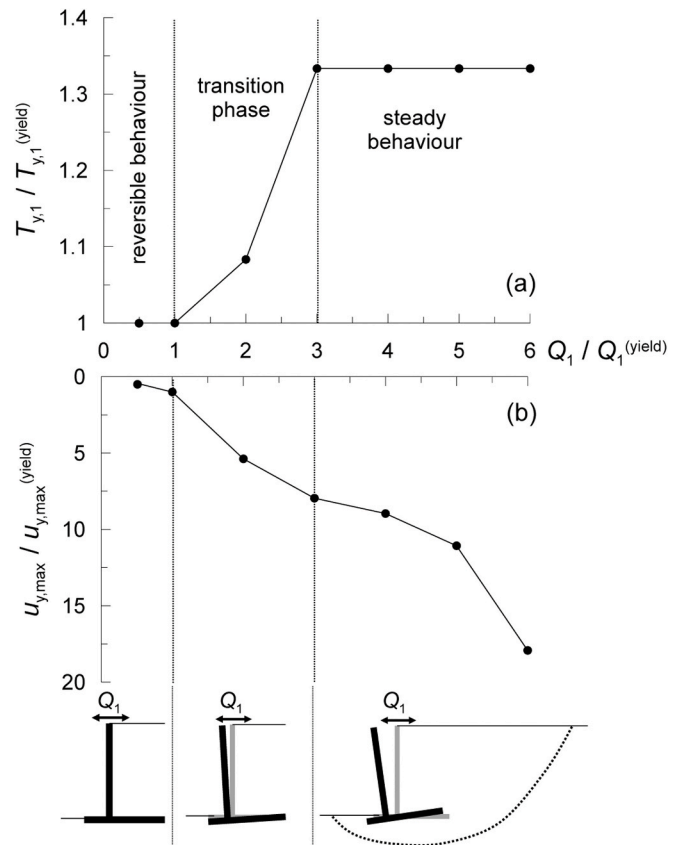 1.4
1.3
1.2
1.1
1
T_y,1 / T_y,1^(yield)
reversible behaviour
transition
phase
steady
behaviour
(a)
0 1 2 3 4 5 6 Q_1 / Q_1^(yield)
0
5
10
15
20
u_y,max / u_y,max^(yield)
(b)
Q_1
Q_1
Q_1